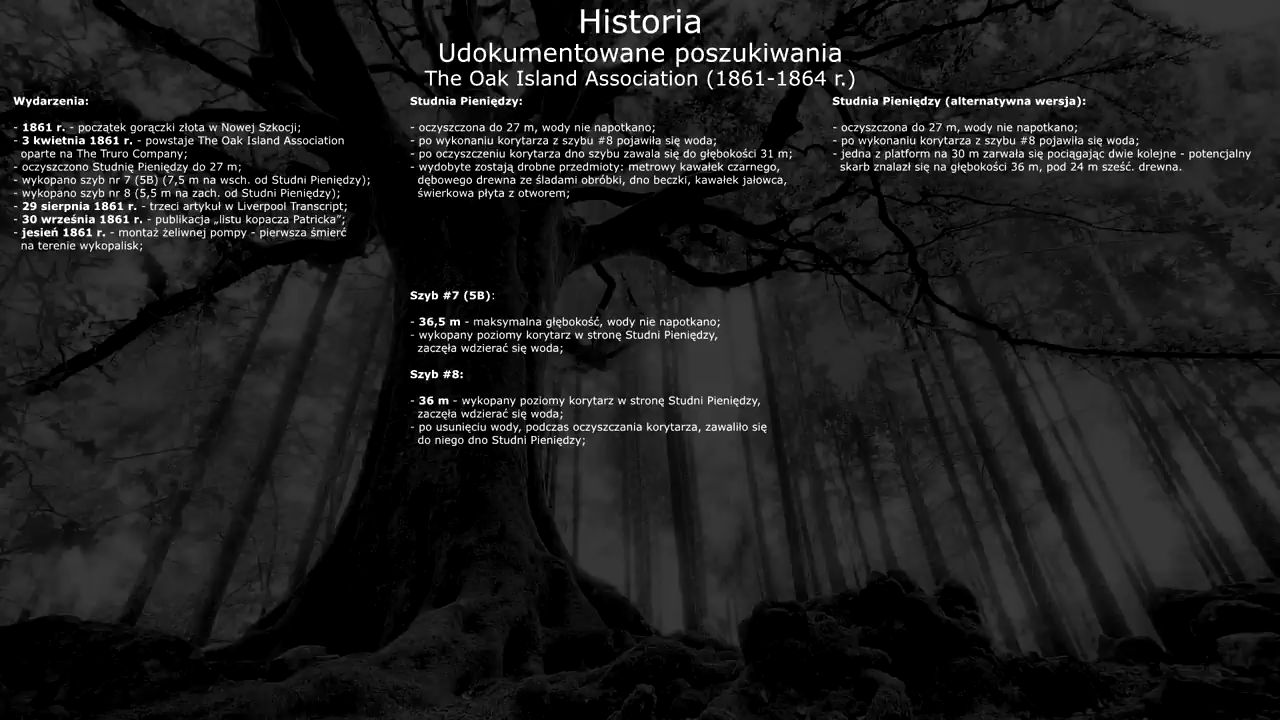 Historia
Udokumentowane poszukiwania
The Oak Island Association (1861-1864 r.)
Wydarzenia:
- 1861 r. - początek gorączki złota w Nowej Szkocji;
- 3 kwietnia 1861 r. - powstaje The Oak Island Association
oparte na The Truro Company;
- oczyszczono Studnię Pieniędzy do 27 m;
- wykopano szyb nr 7 (5B) (7,5 m na wsch. od Studni Pieniędzy);
- wykopano szyb nr 8 (5,5 m na zach. od Studni Pieniędzy);
- 29 sierpnia 1861 r. - trzeci artykuł w Liverpool Transcript;
- 30 września 1861 r. - publikacja „listu kopacza Patricka”;
- jesień 1861 r. - montaż żeliwnej pompy - pierwsza śmierć
na terenie wykopalisk;
Studnia Pieniędzy:
- oczyszczona do 27 m, wody nie napotkano;
- po wykonaniu korytarza z szybu #8 pojawiła się woda;
- po oczyszczeniu korytarza dno szybu zawala się do głębokości 31 m;
- wydobyte zostają drobne przedmioty: metrowy kawałek czarnego,
dębowego drewna ze śladami obróbki, dno beczki, kawałek jałowca,
świerkowa płyta z otworem;
Szyb #7 (5B):
- 36,5 m - maksymalna głębokość, wody nie napotkano;
- wykopany poziomy korytarz w stronę Studni Pieniędzy,
zaczęła wdzierać się woda;
Szyb #8:
- 36 m - wykopany poziomy korytarz w stronę Studni Pieniędzy,
zaczęła wdzierać się woda;
- po usunięciu wody, podczas oczyszczania korytarza, zawaliło się
do niego dno Studni Pieniędzy;
Studnia Pieniędzy (alternatywna wersja):
- oczyszczona do 27 m, wody nie napotkano;
- po wykonaniu korytarza z szybu #8 pojawiła się woda;
- jedna z platform na 30 m zarwała się pociągając dwie kolejne - potencjalny
skarb znalazł się na głębokości 36 m, pod 24 m sześć. drewna.